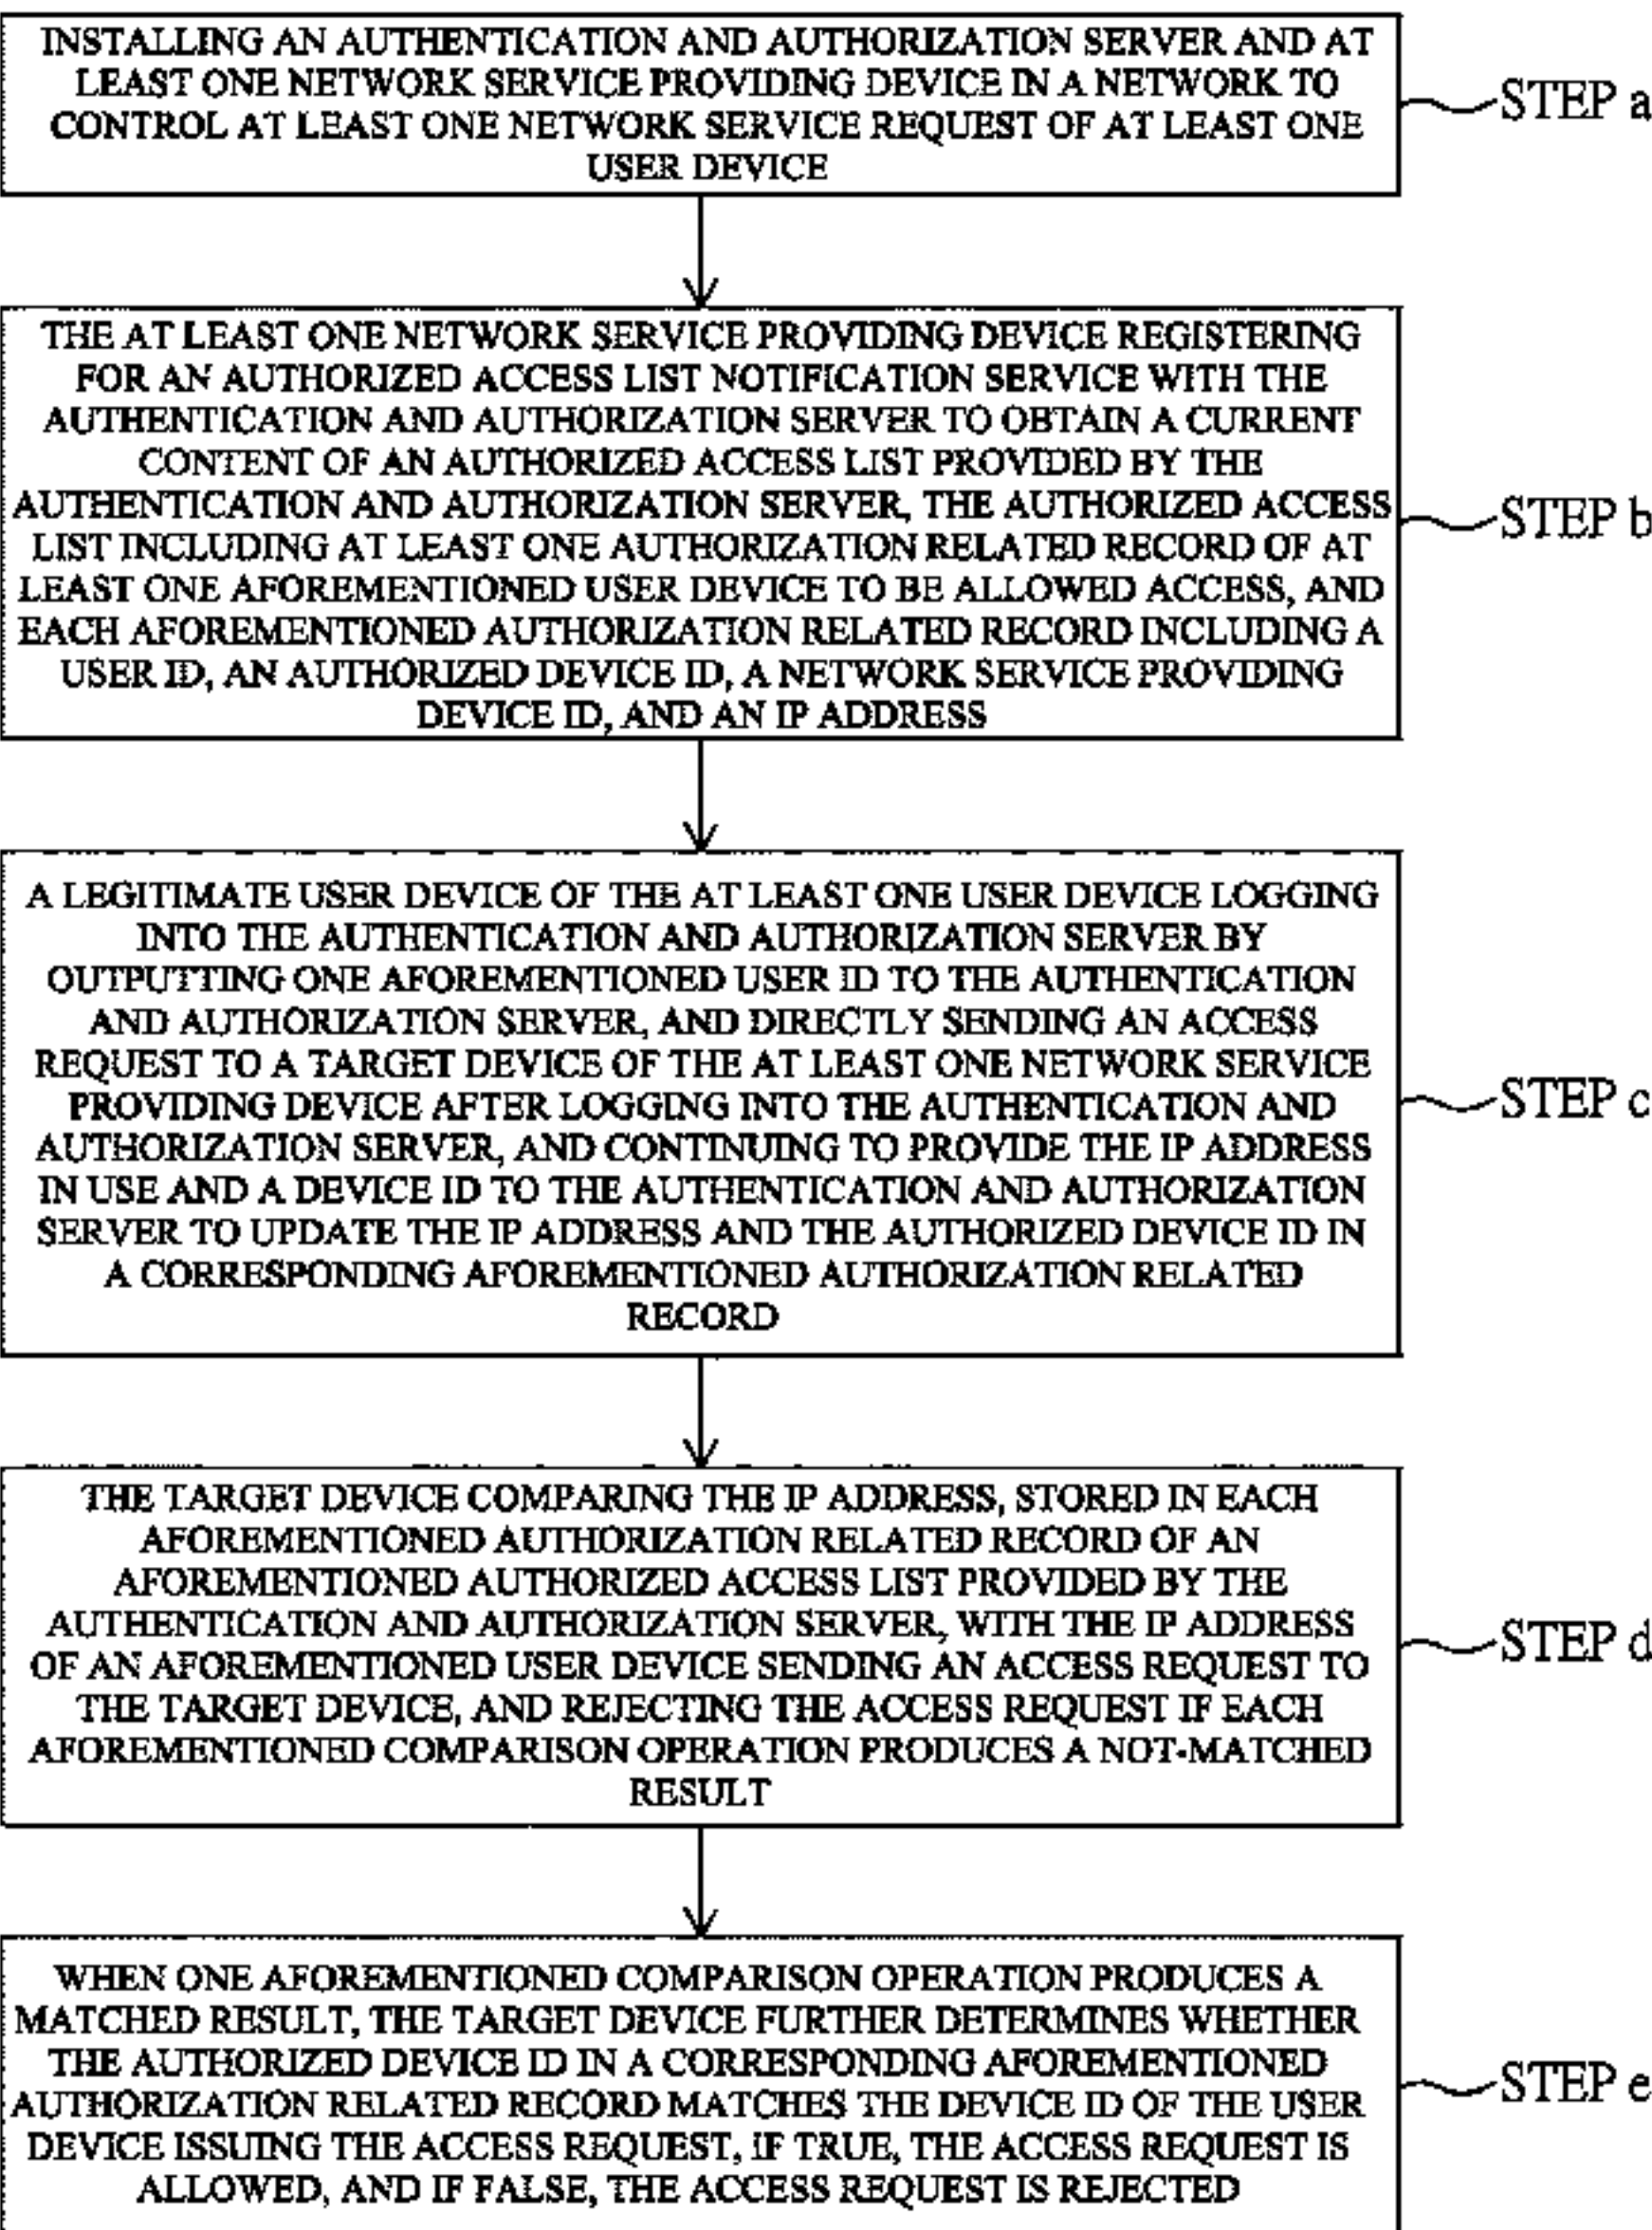 INSTALLING AN AUTHENTICATION AND AUTHORIZATION SERVER AND AT
LEAST ONE NETWORK SERVICE PROVIDING DEVICE IN A NETWORK TO
CONTROL AT LEAST ONE NETWORK SERVICE REQUEST OF AT LEAST ONE
USER DEVICE
STEP a
THE AT LEAST ONE NETWORK SERVICE PROVIDING DEVICE REGISTERING
FOR AN AUTHORIZED ACCESS LIST NOTIFICATION SERVICE WITH THE
AUTHENTICATION AND AUTHORIZATION SERVER TO OBTAIN A CURRENT
CONTENT OF AN AUTHORIZED ACCESS LIST PROVIDED BY THE
AUTHENTICATION AND AUTHORIZATION SERVER, THE AUTHORIZED ACCESS
LIST INCLUDING AT LEAST ONE AUTHORIZATION RELATED RECORD OF AT
LEAST ONE AFOREMENTIONED USER DEVICE TO BE ALLOWED ACCESS, AND
EACH AFOREMENTIONED AUTHORIZATION RELATED RECORD INCLUDING A
USER ID, AN AUTHORIZED DEVICE ID, A NETWORK SERVICE PROVIDING
DEVICE ID, AND AN IP ADDRESS
STEP b
A LEGITIMATE USER DEVICE OF THE AT LEAST ONE USER DEVICE LOGGING
INTO THE AUTHENTICATION AND AUTHORIZATION SERVER BY
OUTPUTTING ONE AFOREMENTIONED USER ID TO THE AUTHENTICATION
AND AUTHORIZATION SERVER, AND DIRECTLY SENDING AN ACCESS
REQUEST TO A TARGET DEVICE OF THE AT LEAST ONE NETWORK SERVICE
PROVIDING DEVICE AFTER LOGGING INTO THE AUTHENTICATION AND
AUTHORIZATION SERVER, AND CONTINUING TO PROVIDE THE IP ADDRESS
IN USE AND A DEVICE ID TO THE AUTHENTICATION AND AUTHORIZATION
SERVER TO UPDATE THE IP ADDRESS AND THE AUTHORIZED DEVICE ID IN
A CORRESPONDING AFOREMENTIONED AUTHORIZATION RELATED
RECORD
STEP c
THE TARGET DEVICE COMPARING THE IP ADDRESS, STORED IN EACH
AFOREMENTIONED AUTHORIZATION RELATED RECORD OF AN
AFOREMENTIONED AUTHORIZED ACCESS LIST PROVIDED BY THE
AUTHENTICATION AND AUTHORIZATION SERVER, WITH THE IP ADDRESS
OF AN AFOREMENTIONED USER DEVICE SENDING AN ACCESS REQUEST TO
THE TARGET DEVICE, AND REJECTING THE ACCESS REQUEST IF EACH
AFOREMENTIONED COMPARISON OPERATION PRODUCES A NOT-MATCHED
RESULT
STEP d
WHEN ONE AFOREMENTIONED COMPARISON OPERATION PRODUCES A
MATCHED RESULT, THE TARGET DEVICE FURTHER DETERMINES WHETHER
THE AUTHORIZED DEVICE ID IN A CORRESPONDING AFOREMENTIONED
AUTHORIZATION RELATED RECORD MATCHES THE DEVICE ID OF THE USER
DEVICE ISSUING THE ACCESS REQUEST, IF TRUE, THE ACCESS REQUEST IS
ALLOWED, AND IF FALSE, THE ACCESS REQUEST IS REJECTED
STEP e